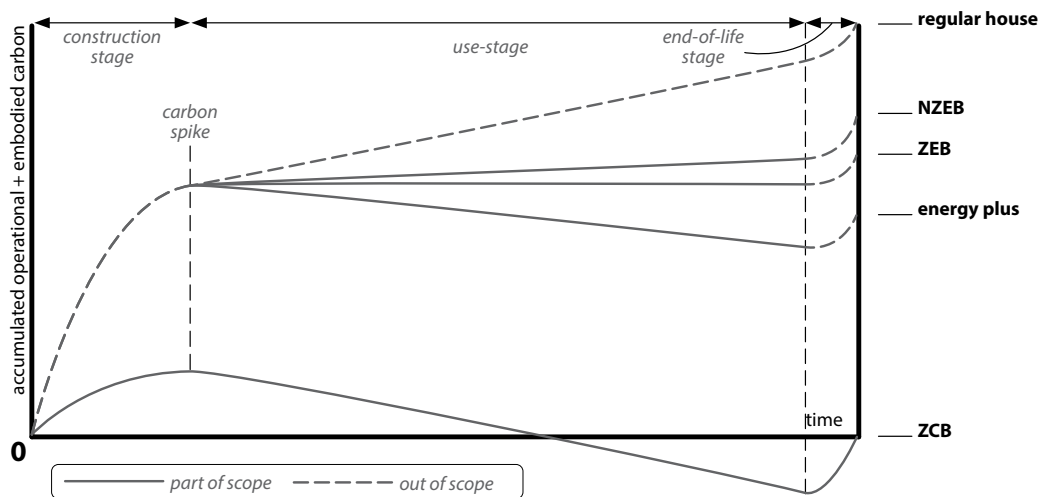 construction
stage
use-stage
end-of-life
stage
regular house
carbon
spike
NZEB
ZEB
energy plus
accumulated operational + embodied carbon
time
ZCB
0
part of scope
out of scope